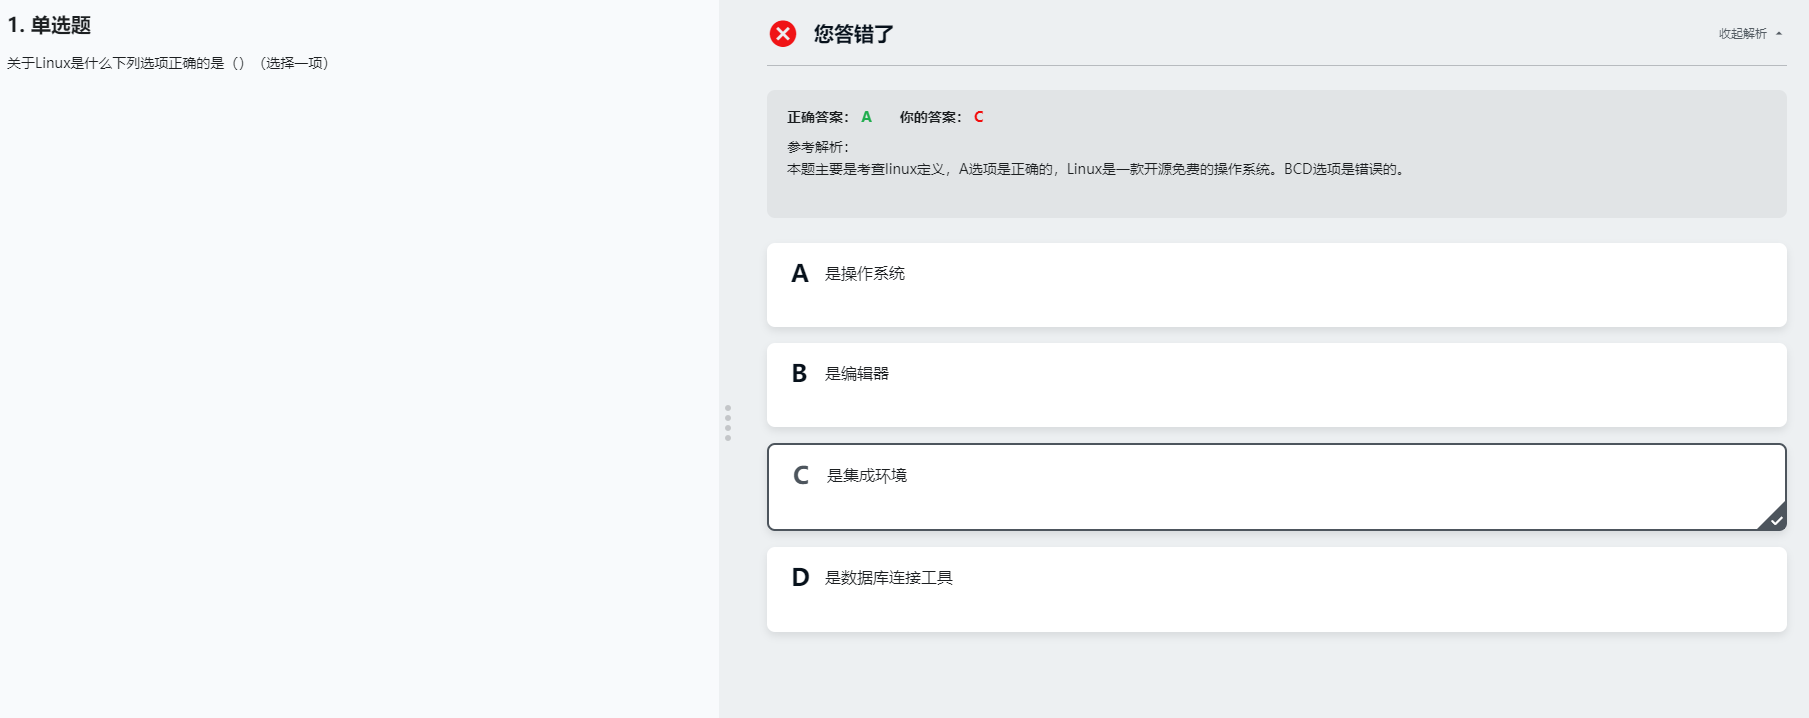 1. 单选题
关于Linux是什么下列选项正确的是（）（选择一项）
您答错了
收起解析
正确答案： A 你的答案： C
参考解析：
本题主要是考查linux定义，A选项是正确的，Linux是一款开源免费的操作系统。BCD选项是错误的。
A 是操作系统
B 是编辑器
C 是集成环境
D 是数据库连接工具